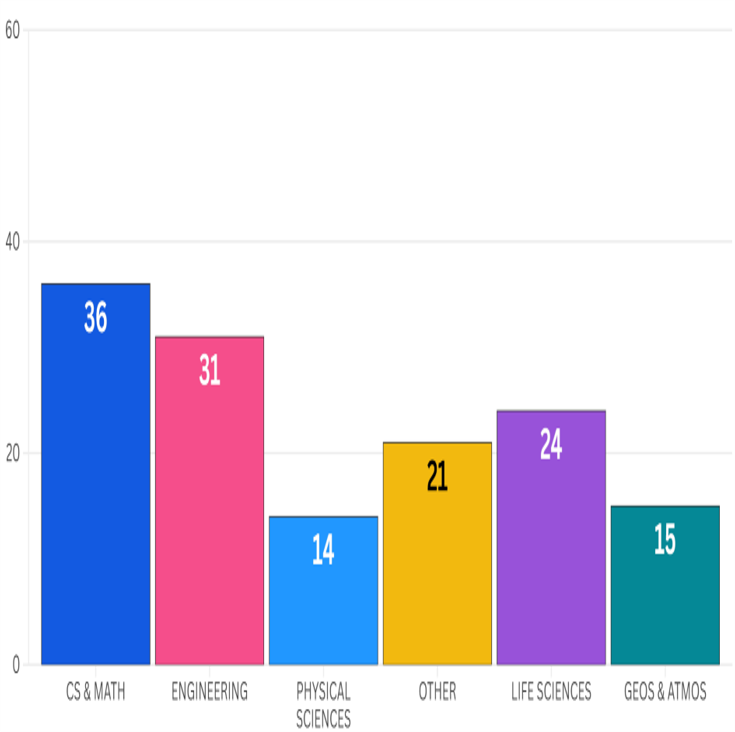 60
40
20
0
36
31
14
21
24
15
CS & MATH
ENGINEERING
PHYSICAL
SCIENCES
OTHER
LIFE SCIENCES
GEOS & ATMOS